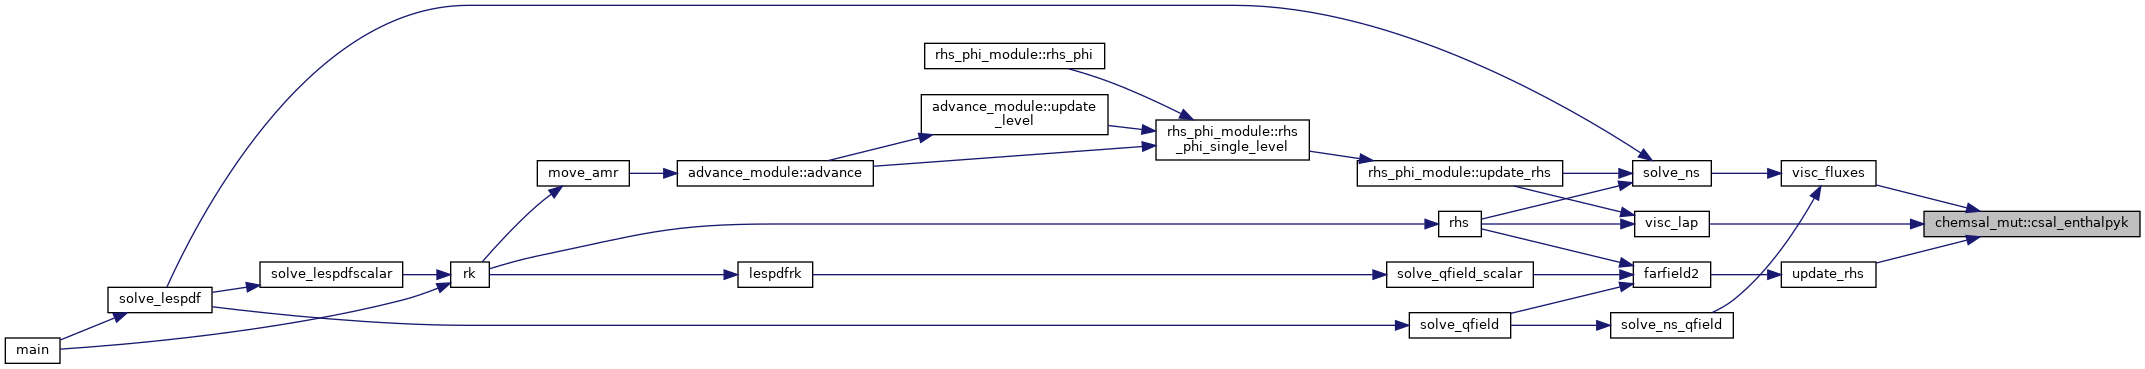 rhs_phi_module::rhs_phi
advance_module::update
_level
rhs_phi_module::rhs
_phi_single_level
move_amr
advance_module::advance
rhs_phi_module::update_rhs
solve_ns
visc_fluxes
rhs
visc_lap
chemsal_mut::csal_enthalpyk
solve_lespdfscalar
rk
lespdfrk
solve_qfield_scalar
farfield2
update_rhs
solve_lespdf
solve_qfield
solve_ns_qfield
main